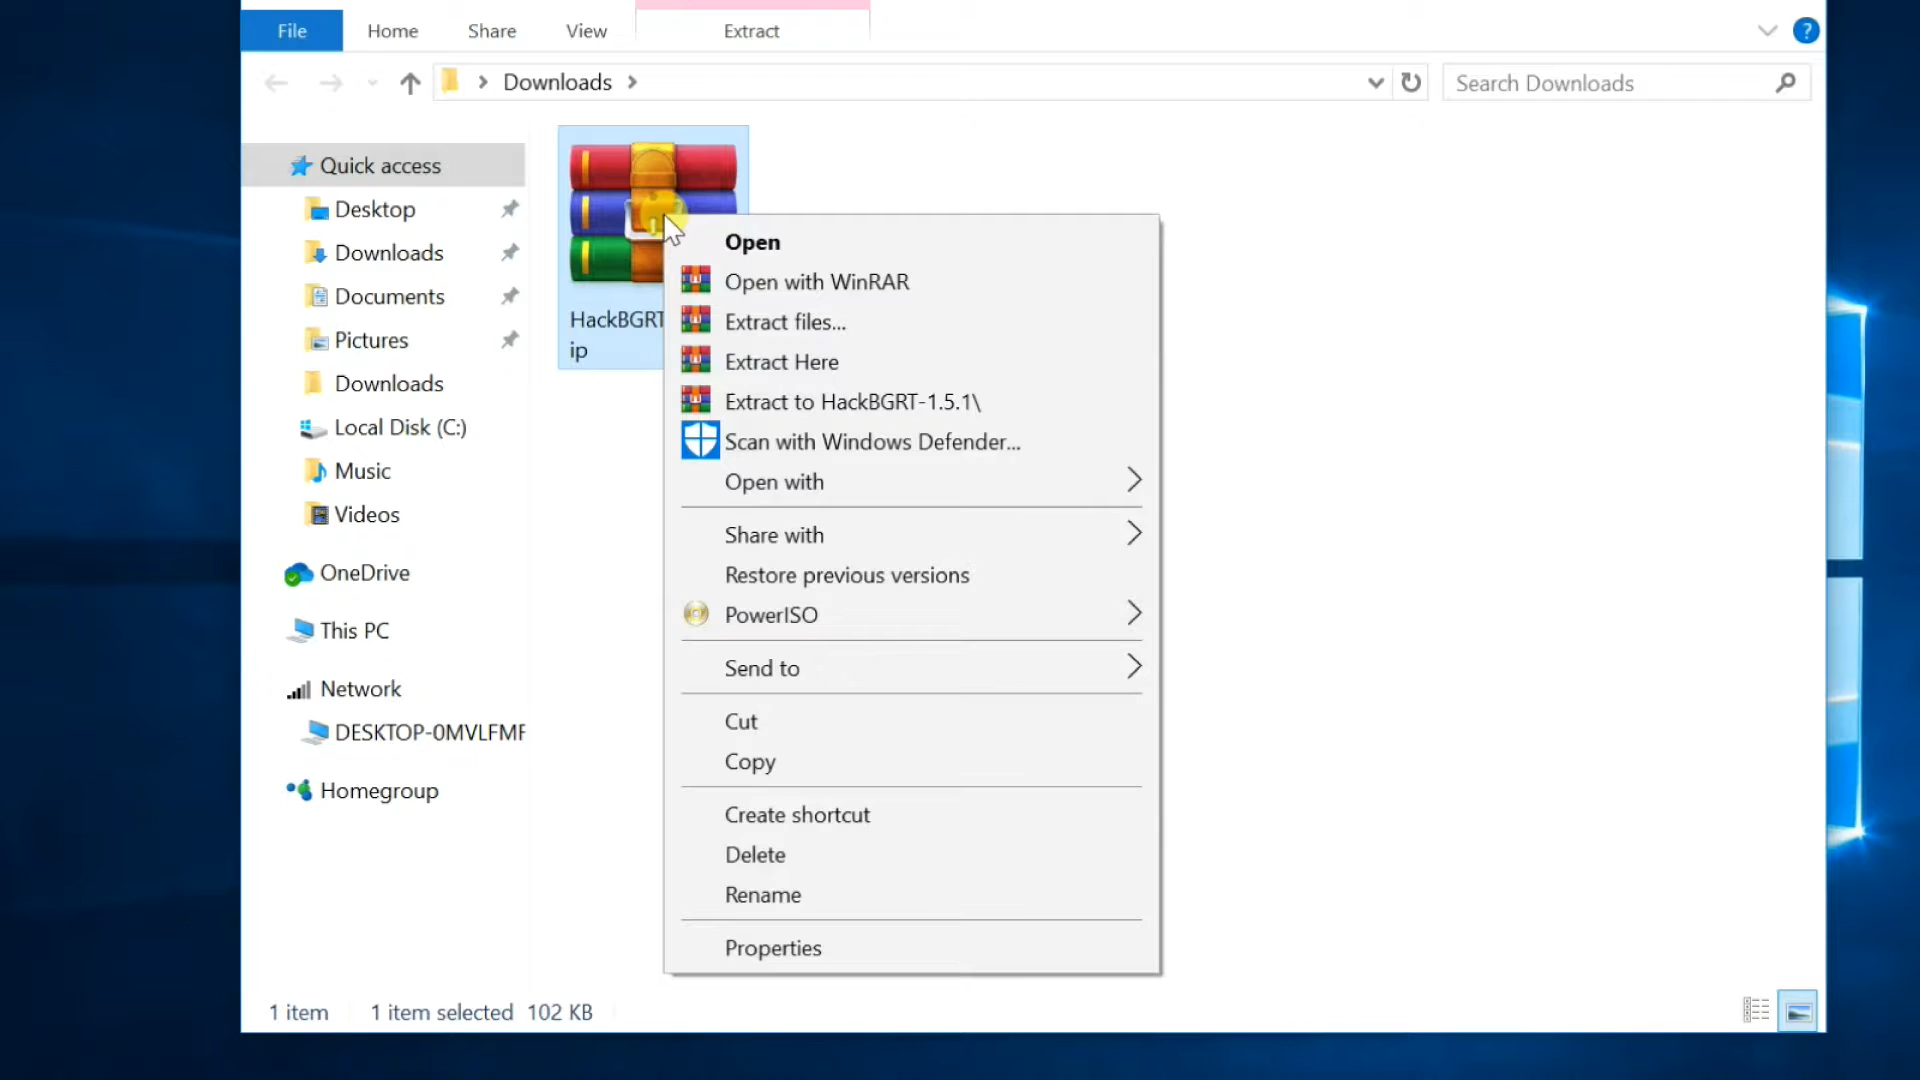 File Home Share View Extract
Downloads
Search Downloads
Quick access
Desktop
Downloads
Documents
Pictures
Downloads
Local Disk (C:)
Music
Videos
OneDrive
This PC
Network
DESKTOP-0MVLFMF
Homegroup
HackBGRT
ip
Open
Open with WinRAR
Extract files...
Extract Here
Extract to HackBGRT-1.5.1\
Scan with Windows Defender...
Open with
Share with
Restore previous versions
PowerISO
Send to
Cut
Copy
Create shortcut
Delete
Rename
Properties
1 item 1 item selected 102 KB